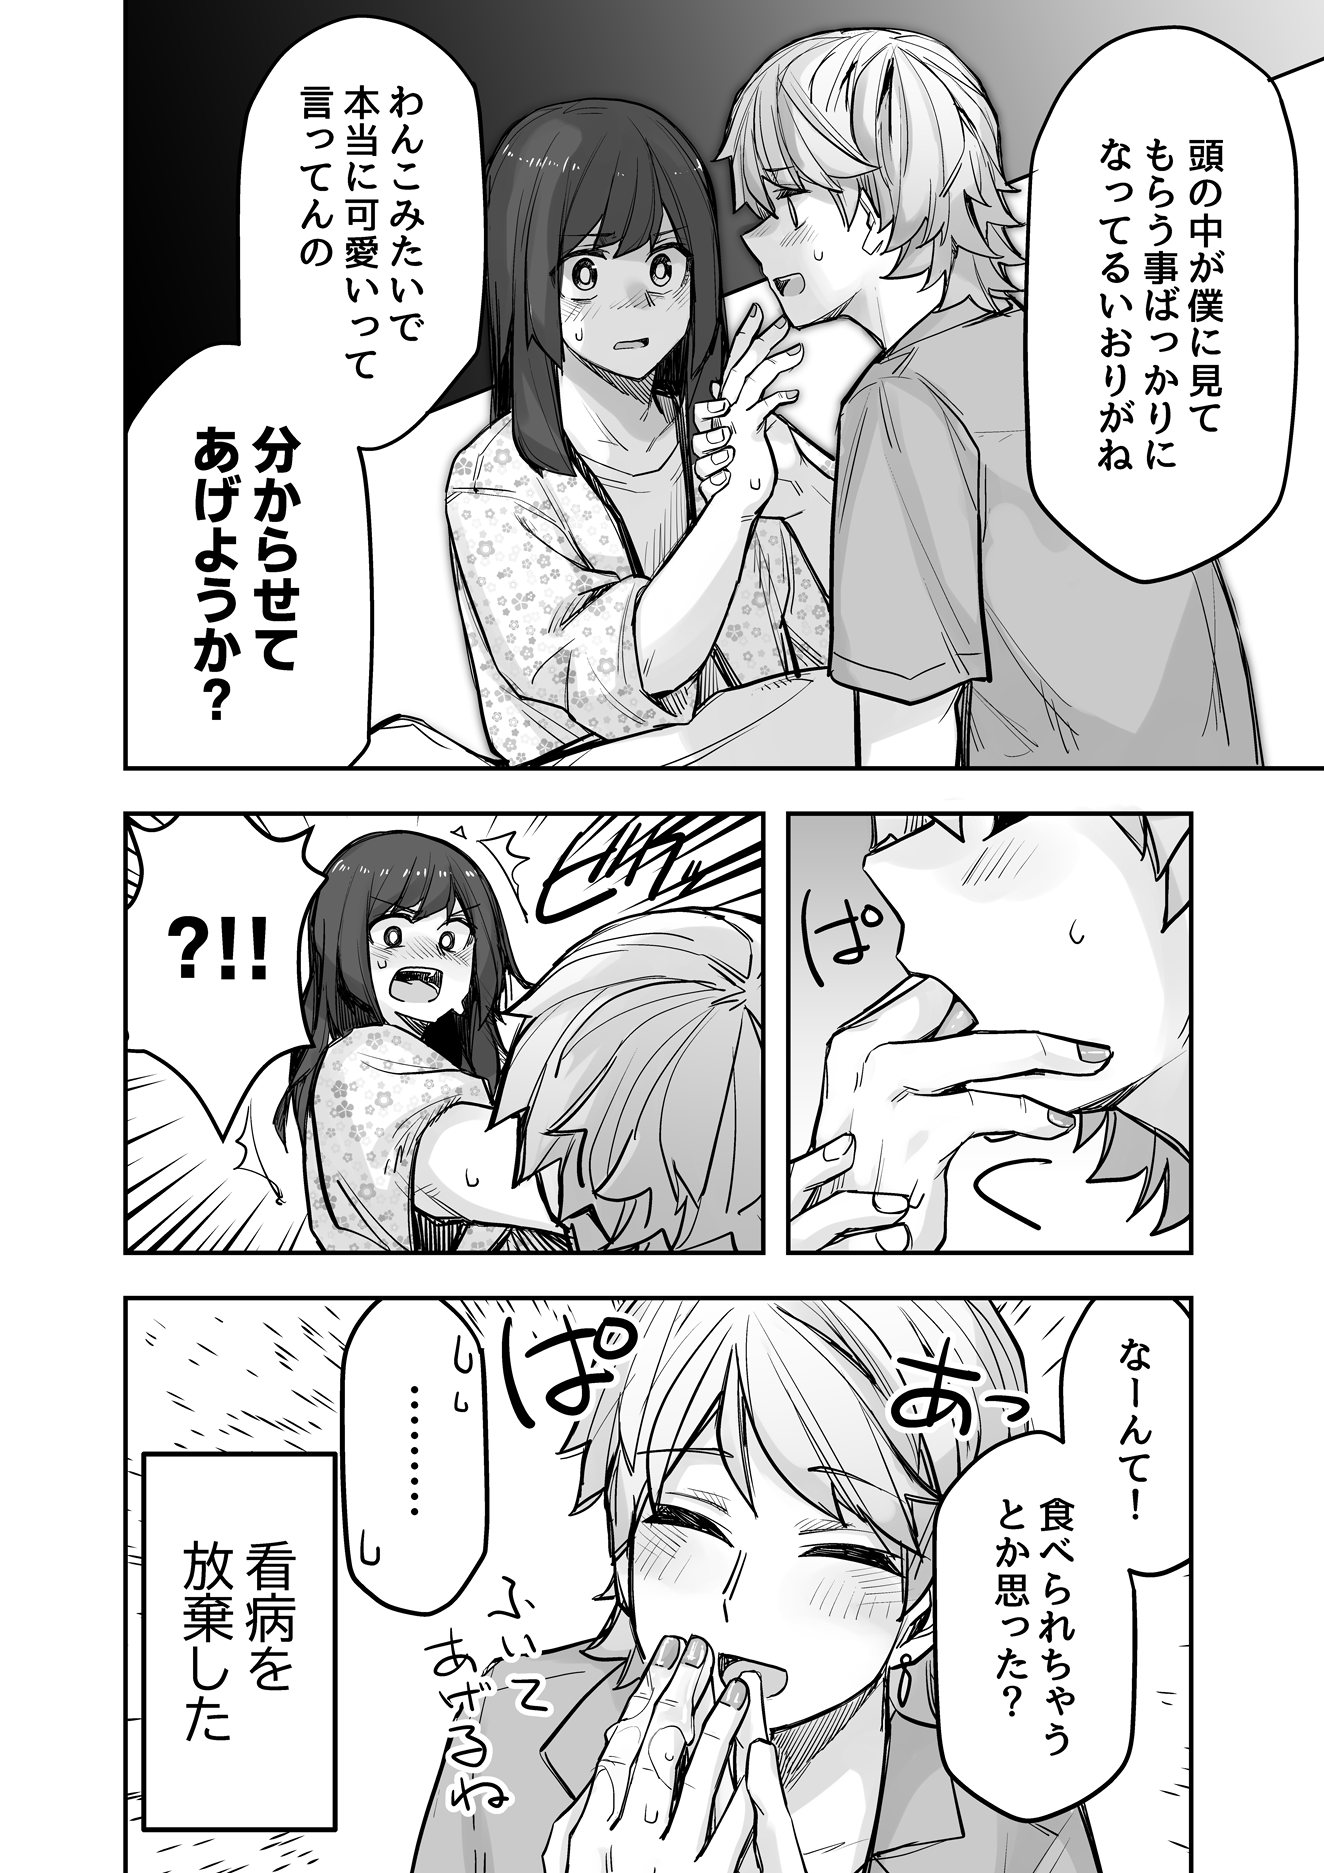 頭の中が僕に見て
もらう事ばっかりに
なってるいおりがね
わんこみたいで
本当に可愛いって
言ってんの
分からせて
あげようか？
ぱ
く
ビクッ
？！！
なーんて！
食べられちゃう
とか思った？
あっ
ぱ
………
ふいて
あげるね
看病を
放棄した